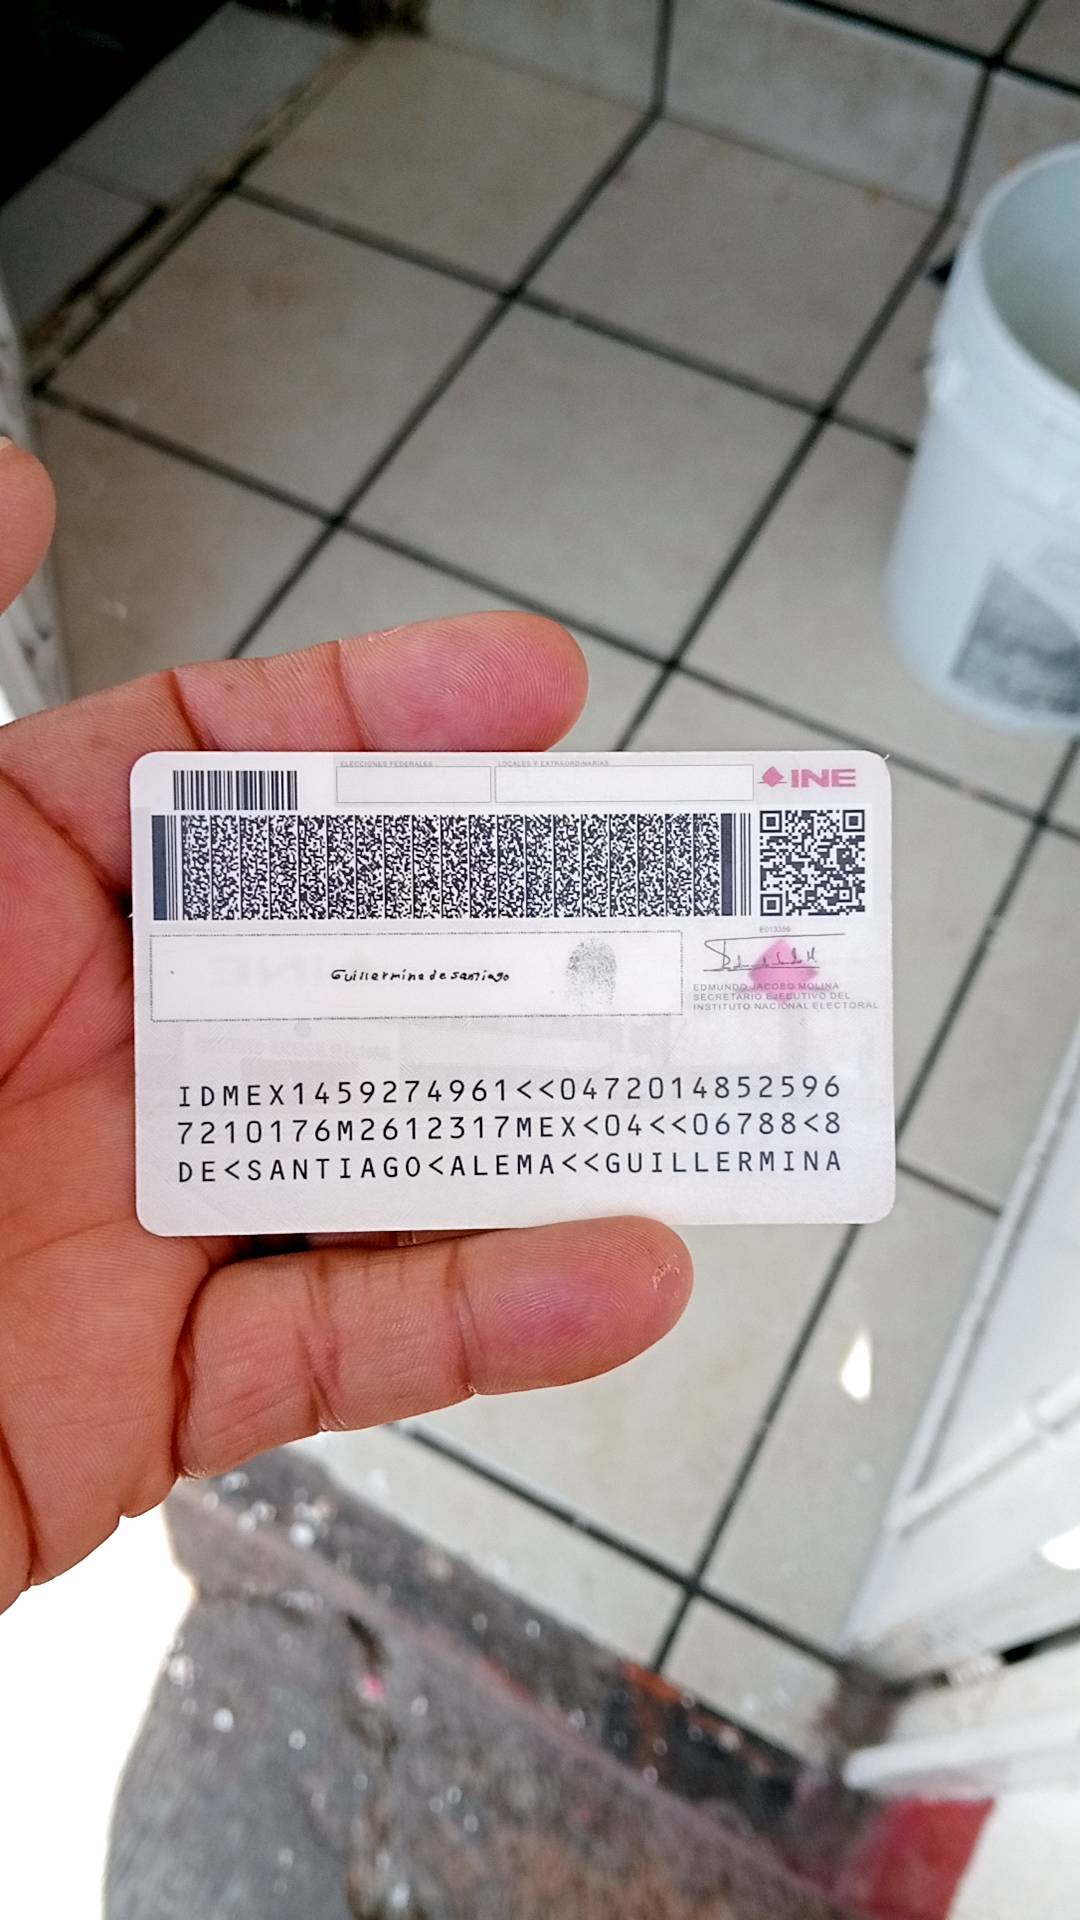 ELECCIONES FEDERALES
LOCALES Y EXTRAORDINARIAS
INE
E013359
Guillermina de santiago
EDMUNDO JACOBO MOLINA
SECRETARIO EJECUTIVO DEL
INSTITUTO NACIONAL ELECTORAL
IDMEX1459274961<<0472014852596
7210176M2612317MEX<04<<06788<8
DE<SANTIAGO<ALEMA<<GUILLERMINA